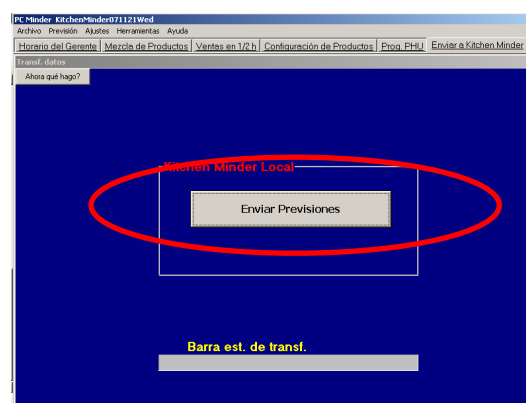 PC Minder KitchenMinder071121Wed
Archivo Previsión Ajustes Herramientas Ayuda
Horario del Gerente Mezcla de Productos Ventas en 1/2 h Configuración de Productos Prog. PHU Enviar a Kitchen Minder
Transf. datos
Ahora qué hago?
Kitchen Minder Local
Enviar Previsiones
Barra est. de transf.